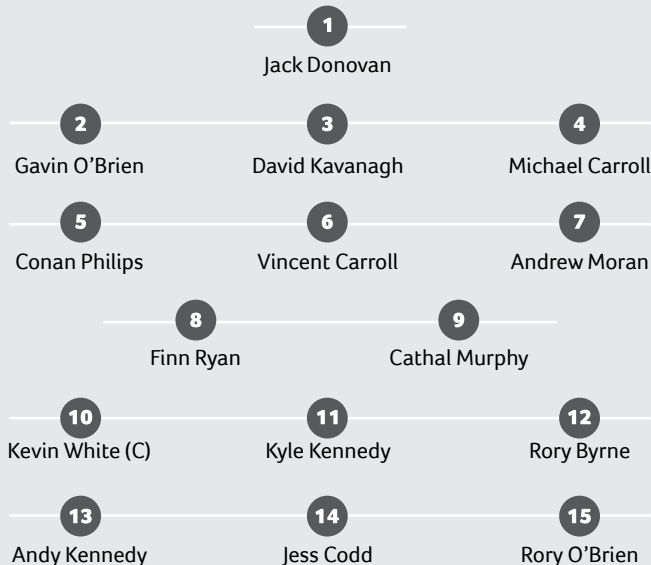 1
Jack Donovan
2 3 4
Gavin O’Brien David Kavanagh Michael Carroll
5 6 7
Conan Philips Vincent Carroll Andrew Moran
8 9
Finn Ryan Cathal Murphy
10 11 12
Kevin White (C) Kyle Kennedy Rory Byrne
13 14 15
Andy Kennedy Jess Codd Rory O’Brien